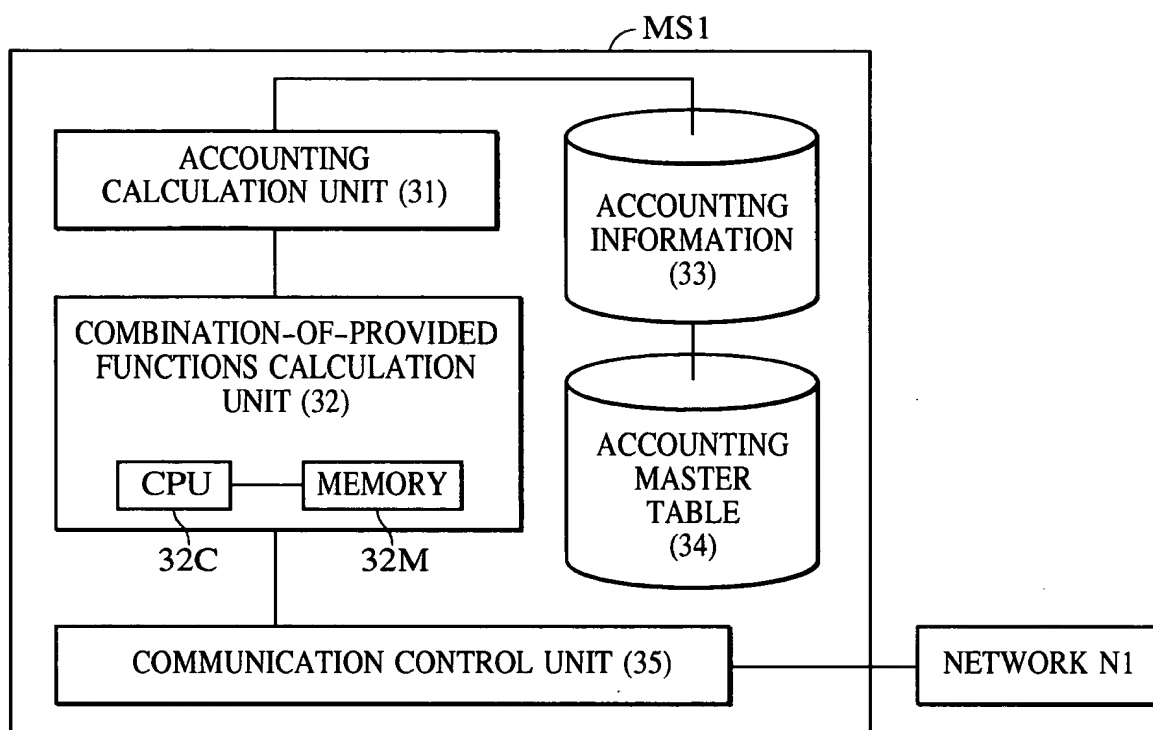 MS1
ACCOUNTING
CALCULATION UNIT (31)
ACCOUNTING
INFORMATION
(33)
COMBINATION-OF-PROVIDED
FUNCTIONS CALCULATION
UNIT (32)
CPU
MEMORY
32C
32M
ACCOUNTING
MASTER
TABLE
(34)
COMMUNICATION CONTROL UNIT (35)
NETWORK N1